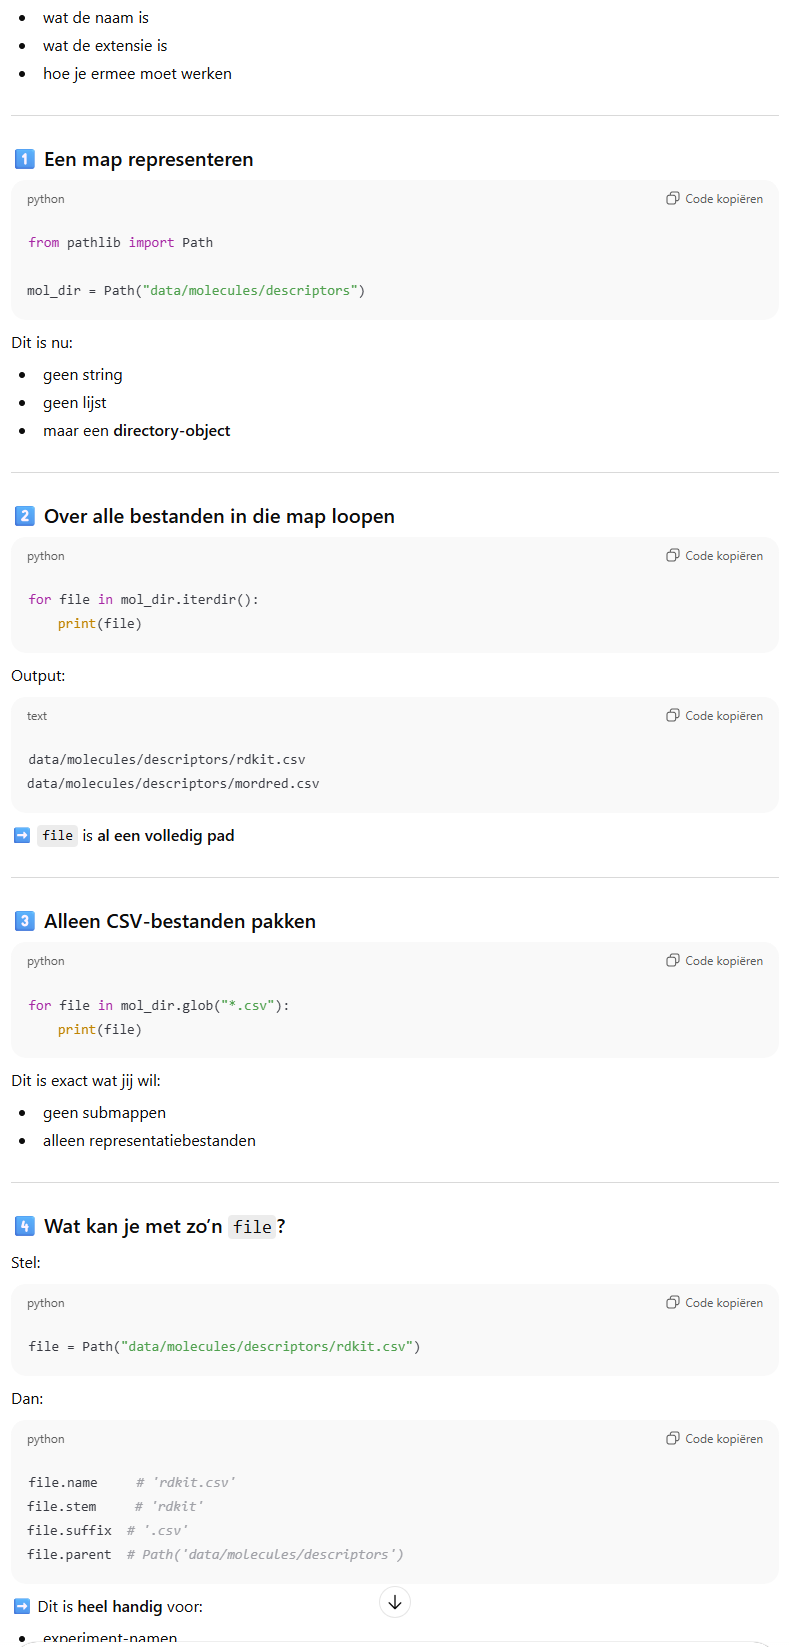 wat de naam is
wat de extensie is
hoe je ermee moet werken
1 Een map representeren
python Code kopiëren
from pathlib import Path
mol_dir = Path("data/molecules/descriptors")
Dit is nu:
geen string
geen lijst
maar een directory-object
2 Over alle bestanden in die map loopen
python Code kopiëren
for file in mol_dir.iterdir():
    print(file)
Output:
text Code kopiëren
data/molecules/descriptors/rdkit.csv
data/molecules/descriptors/mordred.csv
➡ file is al een volledig pad
3 Alleen CSV-bestanden pakken
python Code kopiëren
for file in mol_dir.glob("*.csv"):
    print(file)
Dit is exact wat jij wil:
geen submappen
alleen representatiebestanden
4 Wat kan je met zo’n file?
Stel:
python Code kopiëren
file = Path("data/molecules/descriptors/rdkit.csv")
Dan:
python Code kopiëren
file.name     # 'rdkit.csv'
file.stem     # 'rdkit'
file.suffix  # '.csv'
file.parent  # Path('data/molecules/descriptors')
➡ Dit is heel handig voor:
experiment-namen